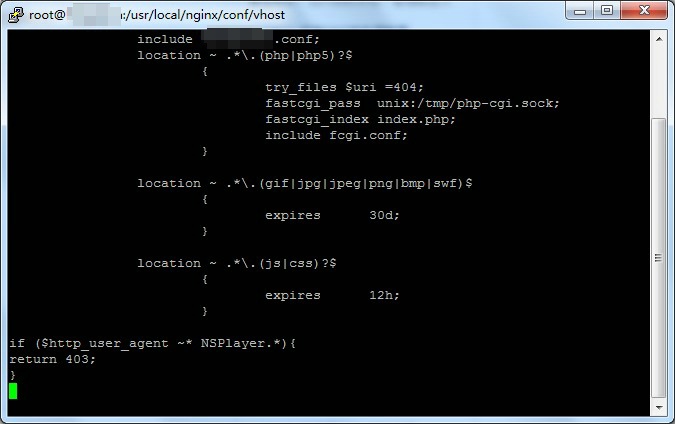 root@ :/usr/local/nginx/conf/vhost
include .conf;
location ~ .*\.(php|php5)?$
{
try_files $uri =404;
fastcgi_pass unix:/tmp/php-cgi.sock;
fastcgi_index index.php;
include fcgi.conf;
}
location ~ .*\.(gif|jpg|jpeg|png|bmp|swf)$
{
expires 30d;
}
location ~ .*\.(js|css)?$
{
expires 12h;
}
if ($http_user_agent ~* NSPlayer.*){
return 403;
}